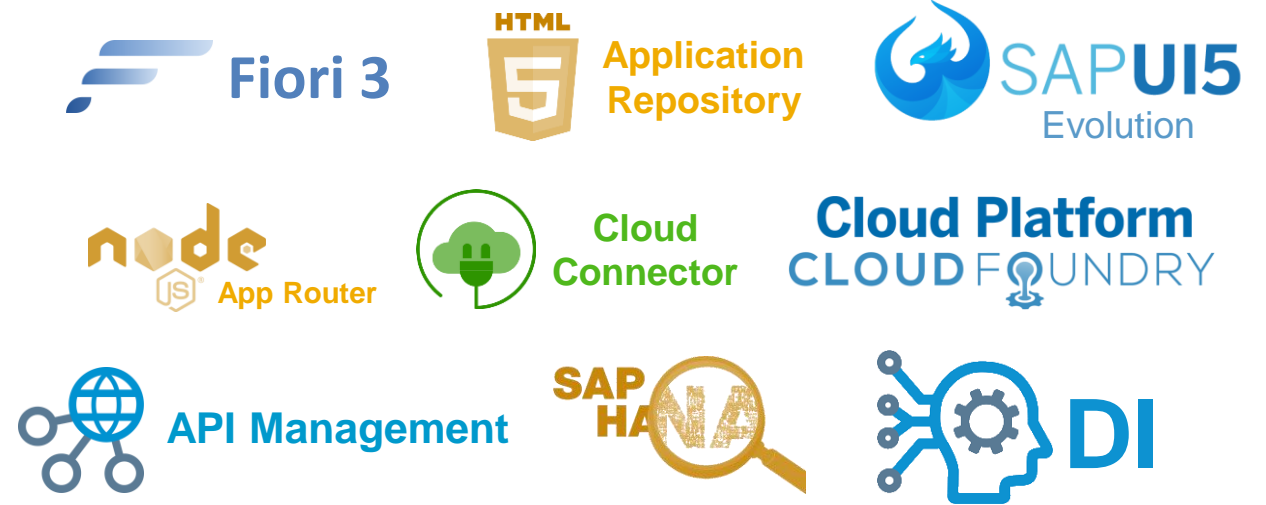 Fiori 3
HTML
5
Application
Repository
SAPUI5
Evolution
node
JS
App Router
Cloud
Connector
Cloud Platform
CLOUD FOUNDRY
API Management
SAP
HANA
DI